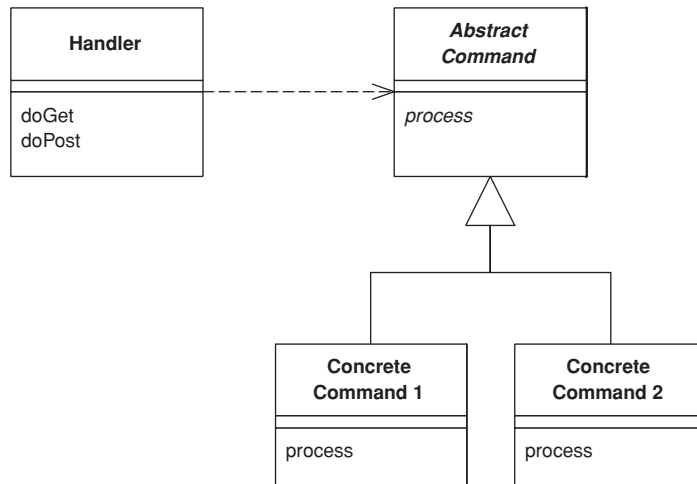 Handler
doGet
doPost
Abstract
Command
process
Concrete
Command 1
process
Concrete
Command 2
process